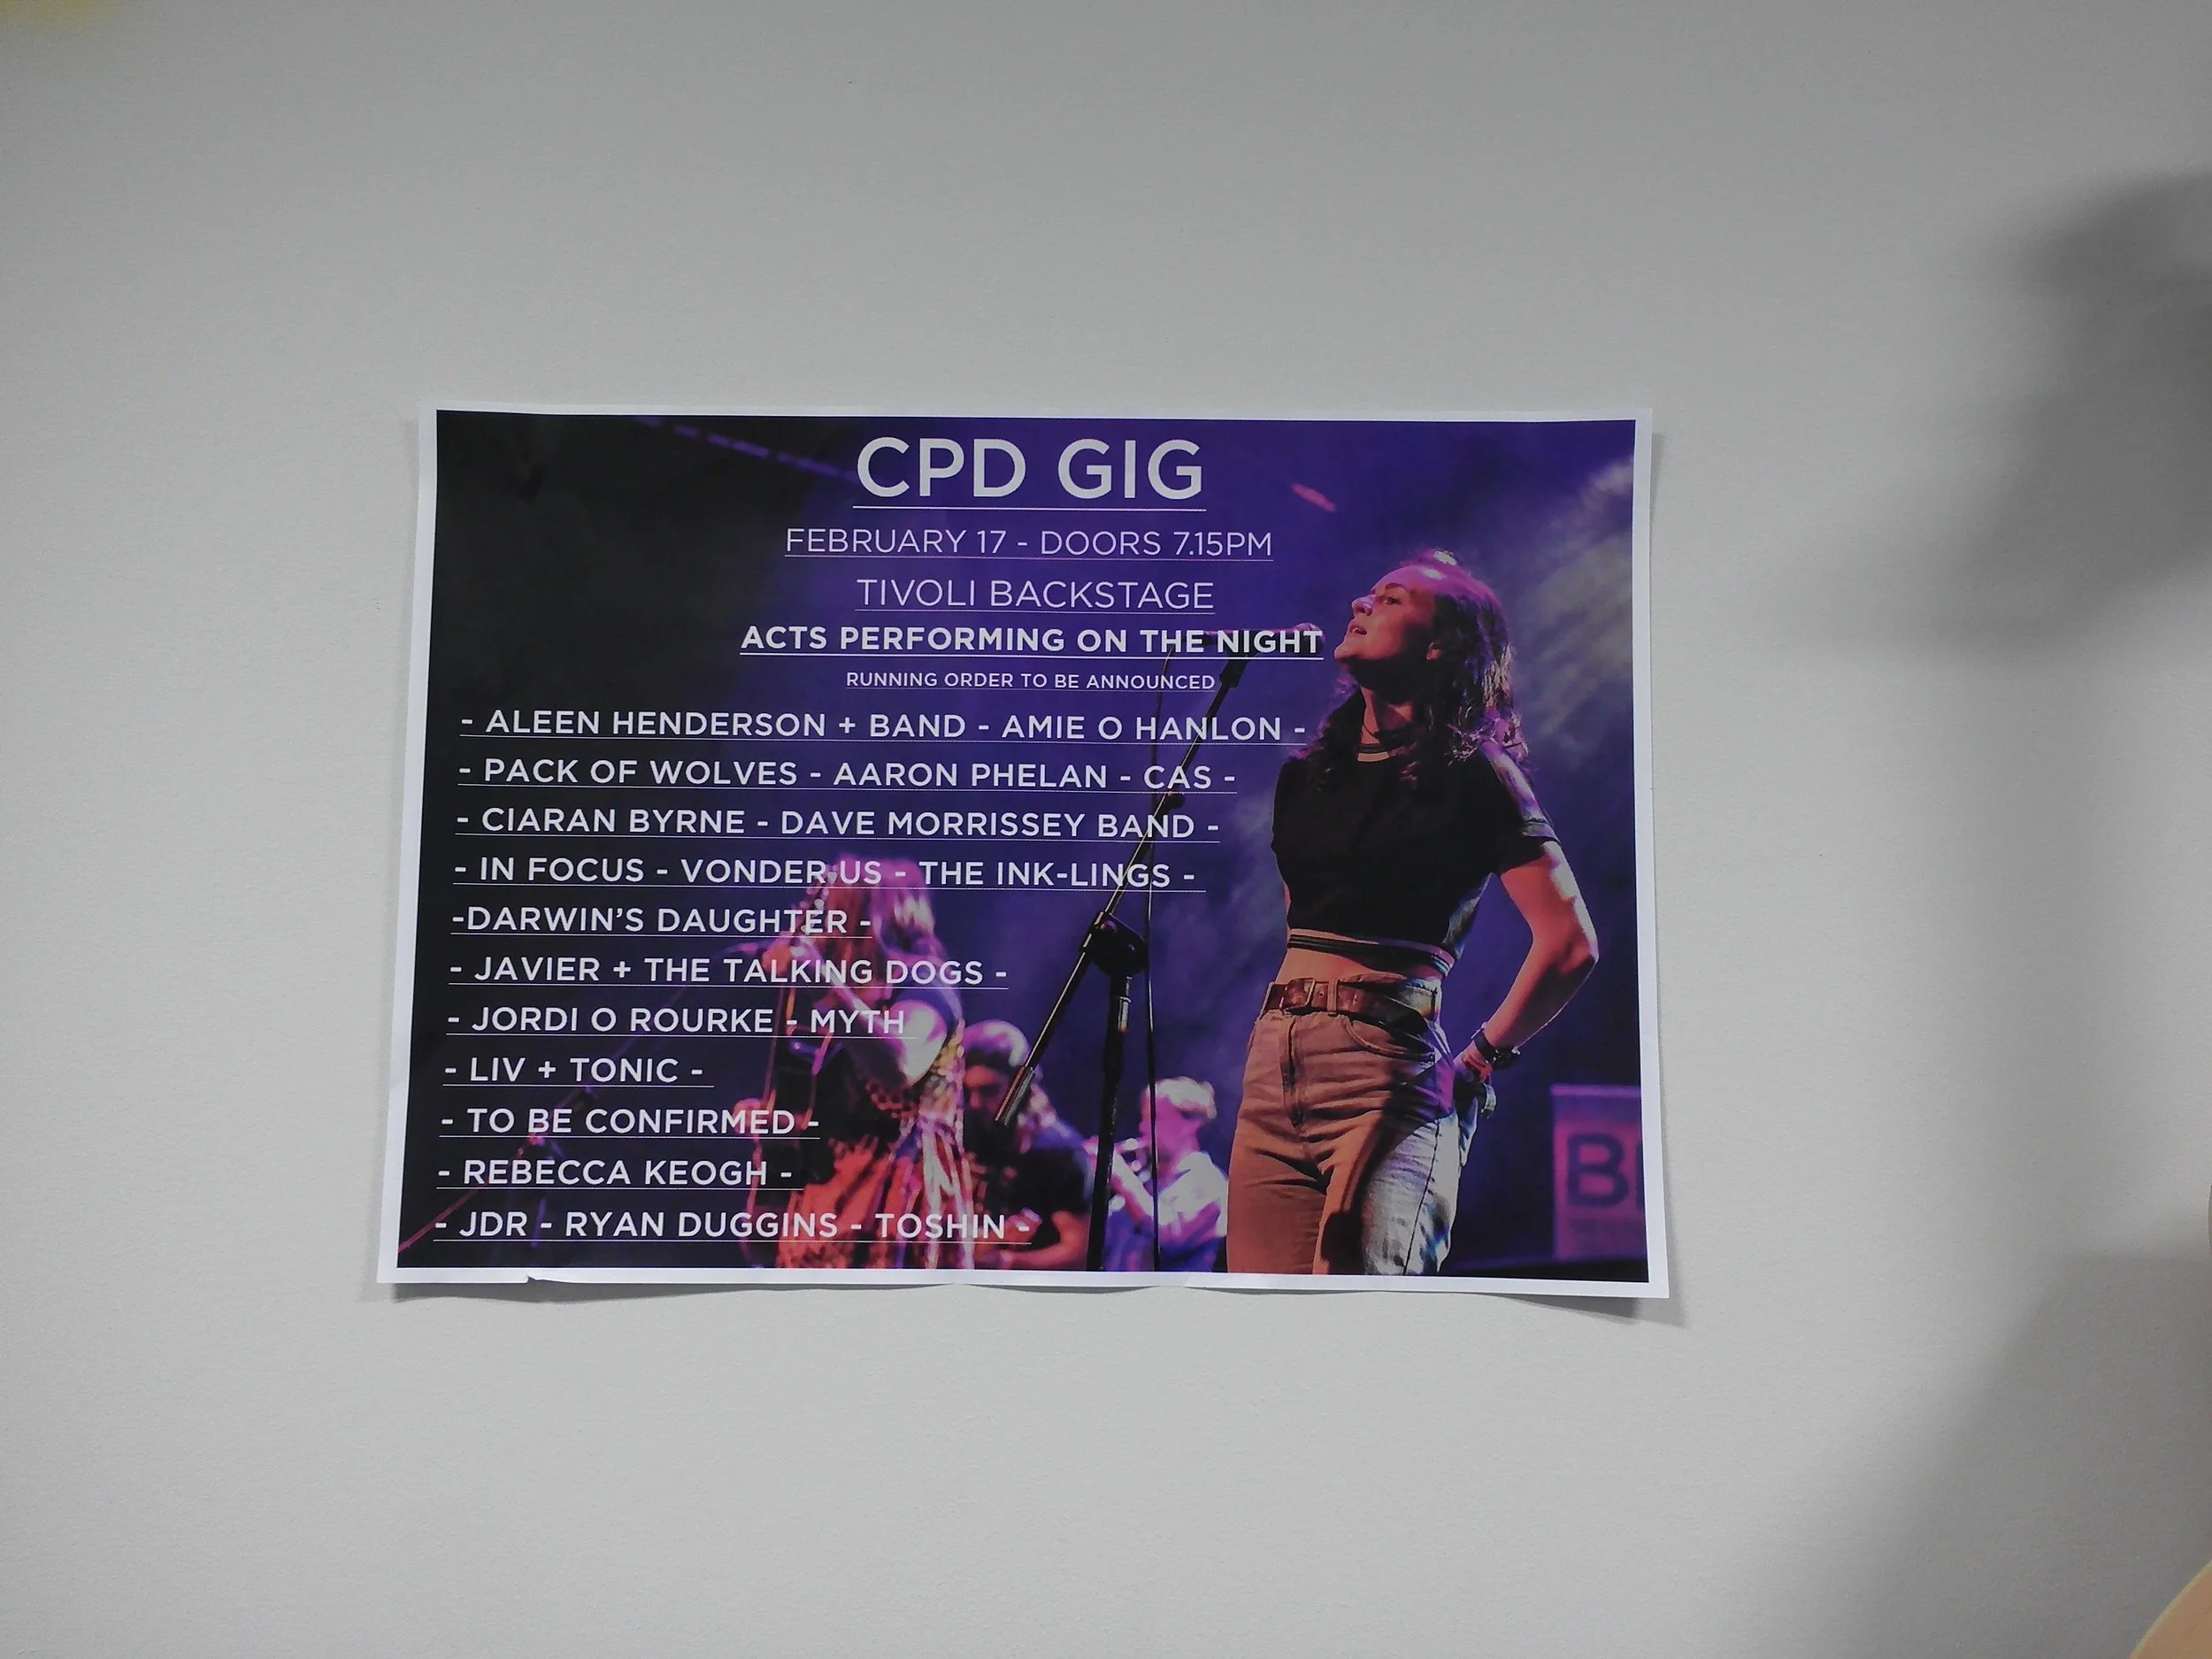 CPD GIG
FEBRUARY 17 - DOORS 7.15PM
TIVOLI BACKSTAGE
ACTS PERFORMING ON THE NIGHT
RUNNING ORDER TO BE ANNOUNCED
- ALEEN HENDERSON + BAND - AMIE O HANLON -
- PACK OF WOLVES - AARON PHELAN - CAS -
- CIARAN BYRNE - DAVE MORRISSEY BAND -
- IN FOCUS - VONDER US - THE INK-LINGS -
-DARWIN'S DAUGHTER -
- JAVIER + THE TALKING DOGS -
- JORDI O ROURKE - MYTH
- LIV + TONIC -
- TO BE CONFIRMED -
- REBECCA KEOGH -
- JDR - RYAN DUGGINS - TOSHIN -